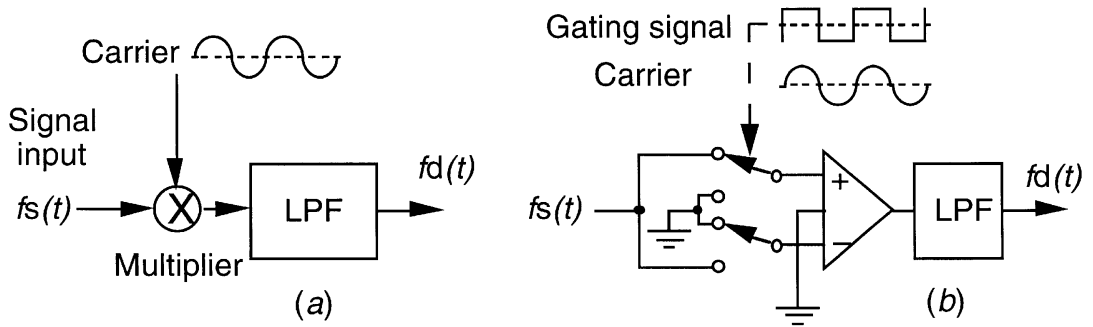 Carrier
Signal
input
fs(t)
X
Multiplier
LPF
fd(t)
(a)
Gating signal
Carrier
fs(t)
+
−
LPF
fd(t)
(b)